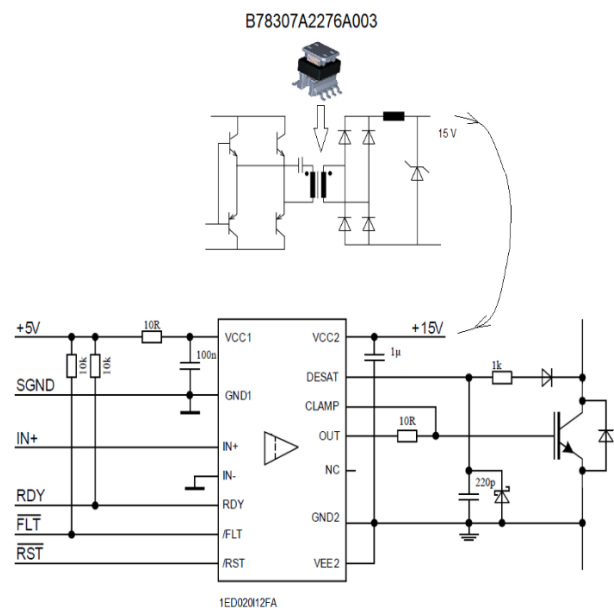 B78307A2276A003
15 V
+5V
10R
VCC1
VCC2
+15V
10k
10k
100n
1µ
SGND
GND1
DESAT
1k
CLAMP
IN+
IN+
OUT
10R
IN-
NC
RDY
RDY
220p
FLT
/FLT
GND2
RST
/RST
VEE2
1ED020I12FA